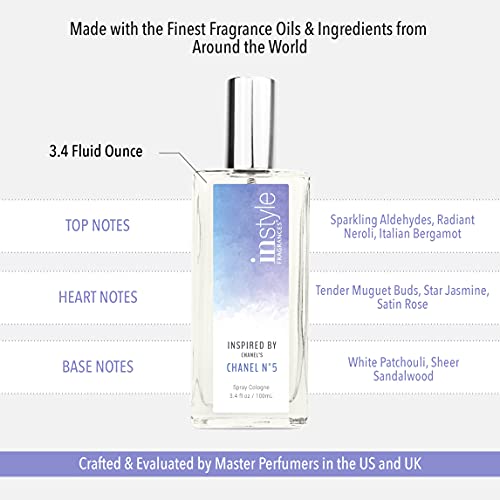 Made with the Finest Fragrance Oils & Ingredients from
Around the World
3.4 Fluid Ounce
TOP NOTES
Sparkling Aldehydes, Radiant
Neroli, Italian Bergamot
HEART NOTES
Tender Muguet Buds, Star Jasmine,
Satin Rose
BASE NOTES
White Patchouli, Sheer
Sandalwood
instyle
FRAGRANCES
INSPIRED BY
CHANEL'S
CHANEL N°5
Spray Cologne
3.4 fl oz / 100mL
Crafted & Evaluated by Master Perfumers in the US and UK